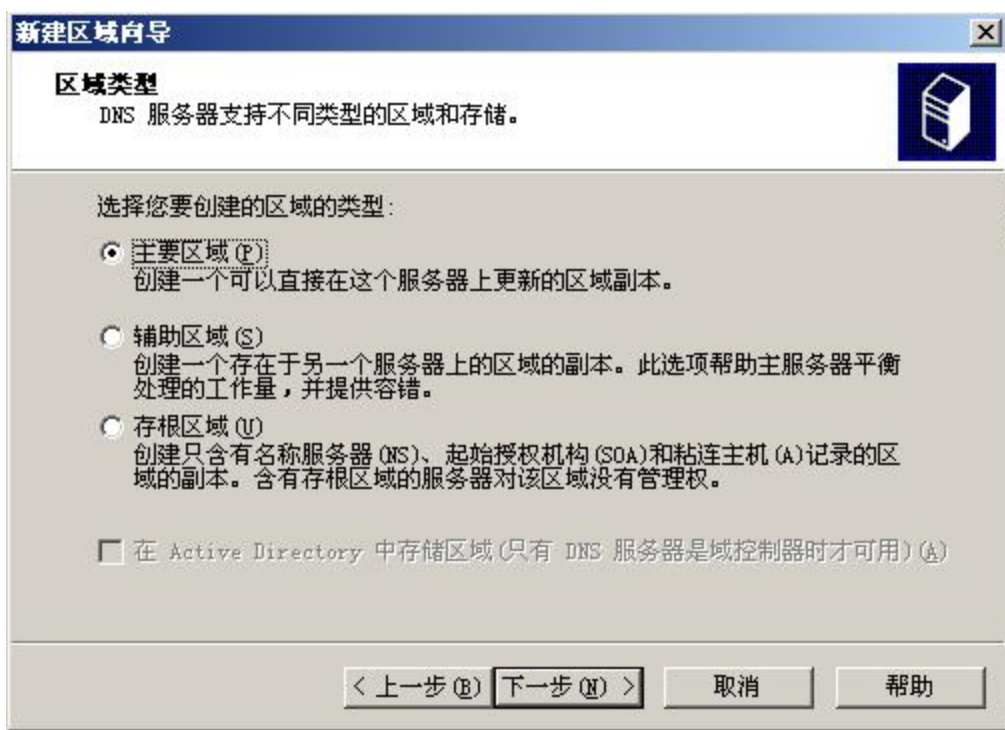 新建区域向导
区域类型
DNS 服务器支持不同类型的区域和存储。
选择您要创建的区域的类型:
主要区域(P)
创建一个可以直接在这个服务器上更新的区域副本。
辅助区域(S)
创建一个存在于另一个服务器上的区域的副本。此选项帮助主服务器平衡
处理的工作量,并提供容错。
存根区域(U)
创建只含有名称服务器(NS)、起始授权机构(SOA)和粘连主机(A)记录的区
域的副本。含有存根区域的服务器对该区域没有管理权。
在 Active Directory 中存储区域(只有 DNS 服务器是域控制器时才可用)(A)
< 上一步(B) 下一步(N) > 取消 帮助